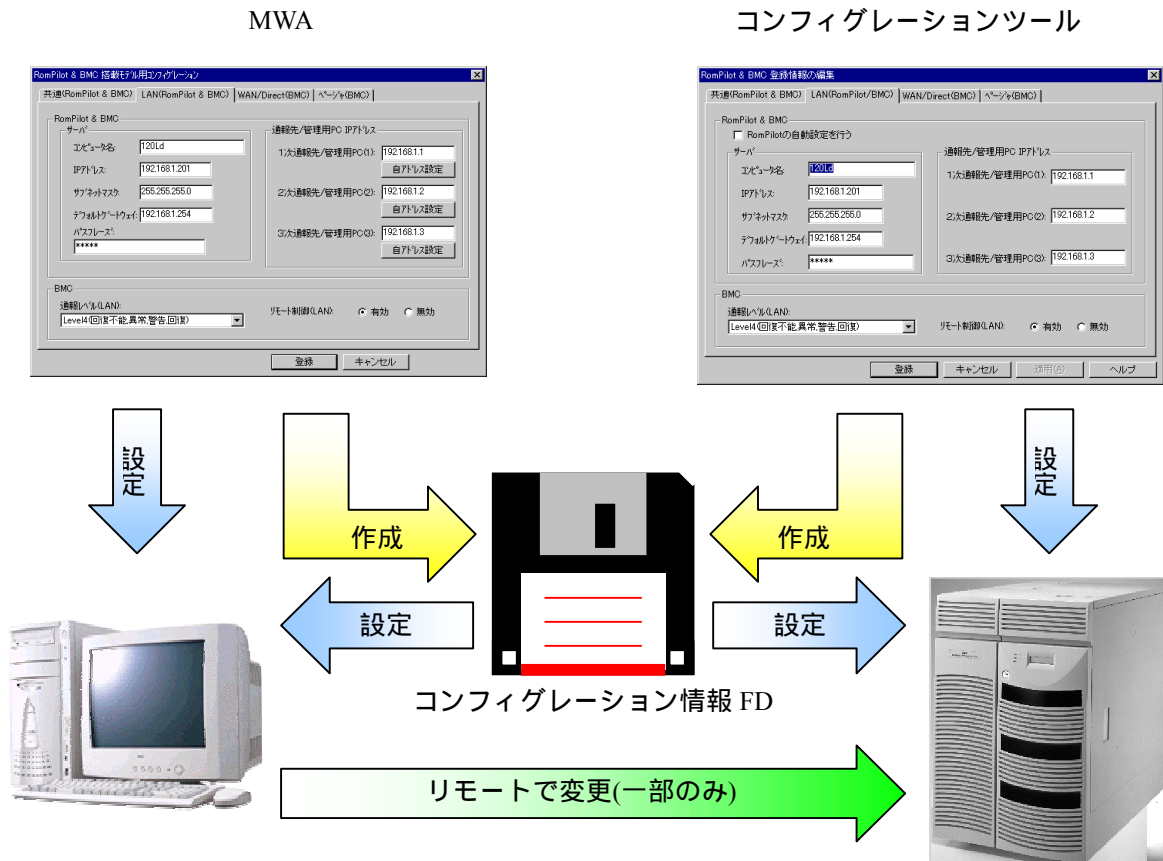 MWA
コンフィグレーションツール
RomPilot & BMC 搭載モデル用コンフィグレーション
共通(RomPilot & BMC)
LAN(RomPilot & BMC)
WAN/Direct(BMC)
ページャ(BMC)
RomPilot & BMC
サーバ
コンピュータ名:
120Ld
IPアドレス:
192.168.1.201
サブネットマスク:
255.255.255.0
デフォルトゲートウェイ:
192.168.1.254
パスフレーズ:
*****
通報先/管理用PC IPアドレス
1次通報先/管理用PC(1):
192.168.1.1
自アドレス設定
2次通報先/管理用PC(2):
192.168.1.2
自アドレス設定
3次通報先/管理用PC(3):
192.168.1.3
自アドレス設定
BMC
通報レベル(LAN):
Level4(回復不能,異常,警告,回復)
リモート制御(LAN):
有効
無効
登録
キャンセル
RomPilot & BMC 登録情報の編集
共通(RomPilot & BMC)
LAN(RomPilot/BMC)
WAN/Direct(BMC)
ページャ(BMC)
RomPilot & BMC
RomPilotの自動設定を行う
サーバ
コンピュータ名:
120Ld
IPアドレス:
192.168.1.201
サブネットマスク:
255.255.255.0
デフォルトゲートウェイ:
192.168.1.254
パスフレーズ:
*****
通報先/管理用PC IPアドレス
1次通報先/管理用PC(1):
192.168.1.1
2次通報先/管理用PC(2):
192.168.1.2
3次通報先/管理用PC(3):
192.168.1.3
BMC
通報レベル(LAN):
Level4(回復不能,異常,警告,回復)
リモート制御(LAN):
有効
無効
登録
キャンセル
適用(A)
ヘルプ
設定
作成
作成
設定
設定
設定
コンフィグレーション情報 FD
リモートで変更(一部のみ)